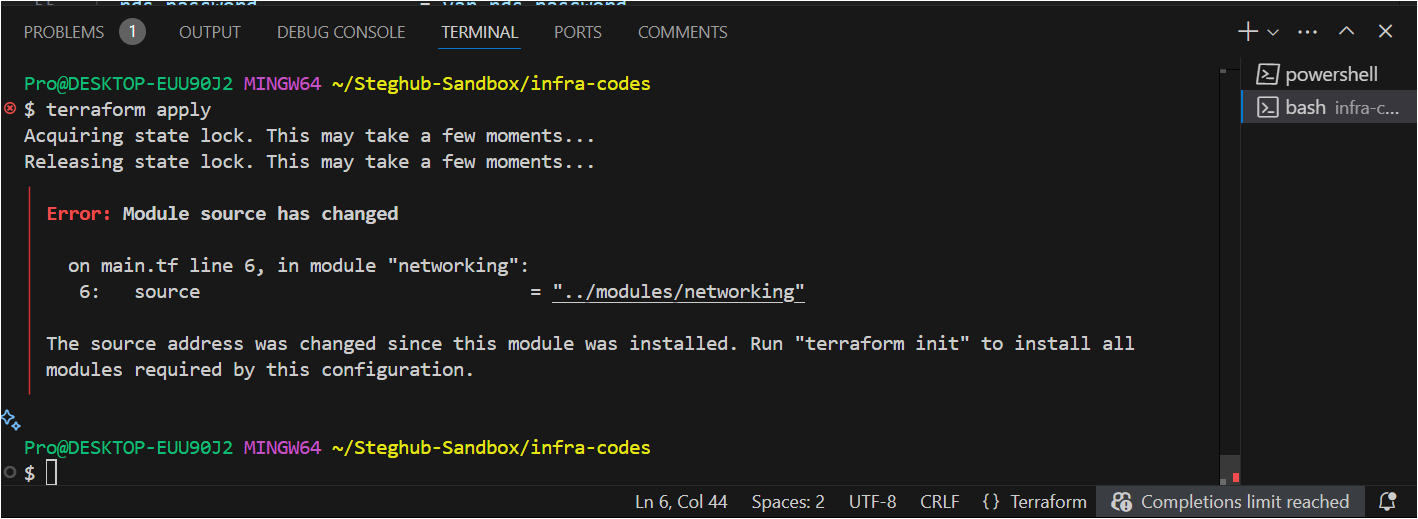 PROBLEMS 1 OUTPUT DEBUG CONSOLE TERMINAL PORTS COMMENTS
powershell
bash infra-c...
Pro@DESKTOP-EUU90J2 MINGW64 ~/Steghub-Sandbox/infra-codes
$ terraform apply
Acquiring state lock. This may take a few moments...
Releasing state lock. This may take a few moments...
Error: Module source has changed
on main.tf line 6, in module "networking":
6: source = "../modules/networking"
The source address was changed since this module was installed. Run "terraform init" to install all
modules required by this configuration.
Pro@DESKTOP-EUU90J2 MINGW64 ~/Steghub-Sandbox/infra-codes
$
Ln 6, Col 44 Spaces: 2 UTF-8 CRLF {} Terraform Completions limit reached